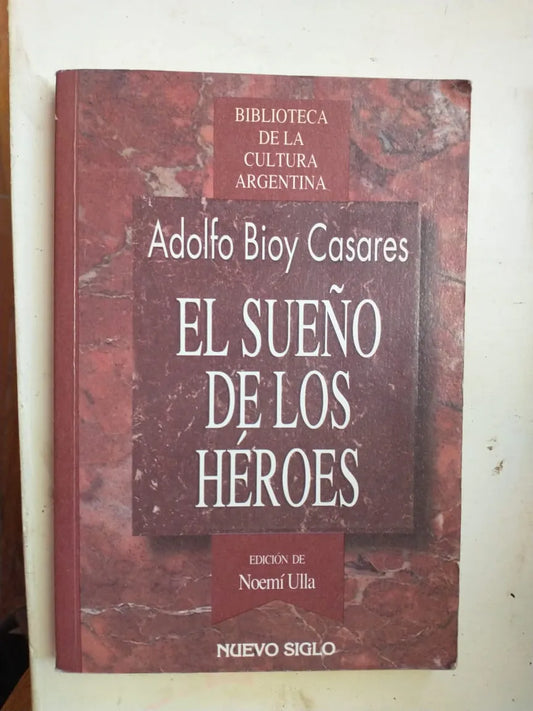 BIBLIOTECA
DE LA
CULTURA
ARGENTINA
Adolfo Bioy Casares
EL SUEÑO
DE LOS
HÉROES
EDICIÓN DE
Noemí Ulla
NUEVO SIGLO